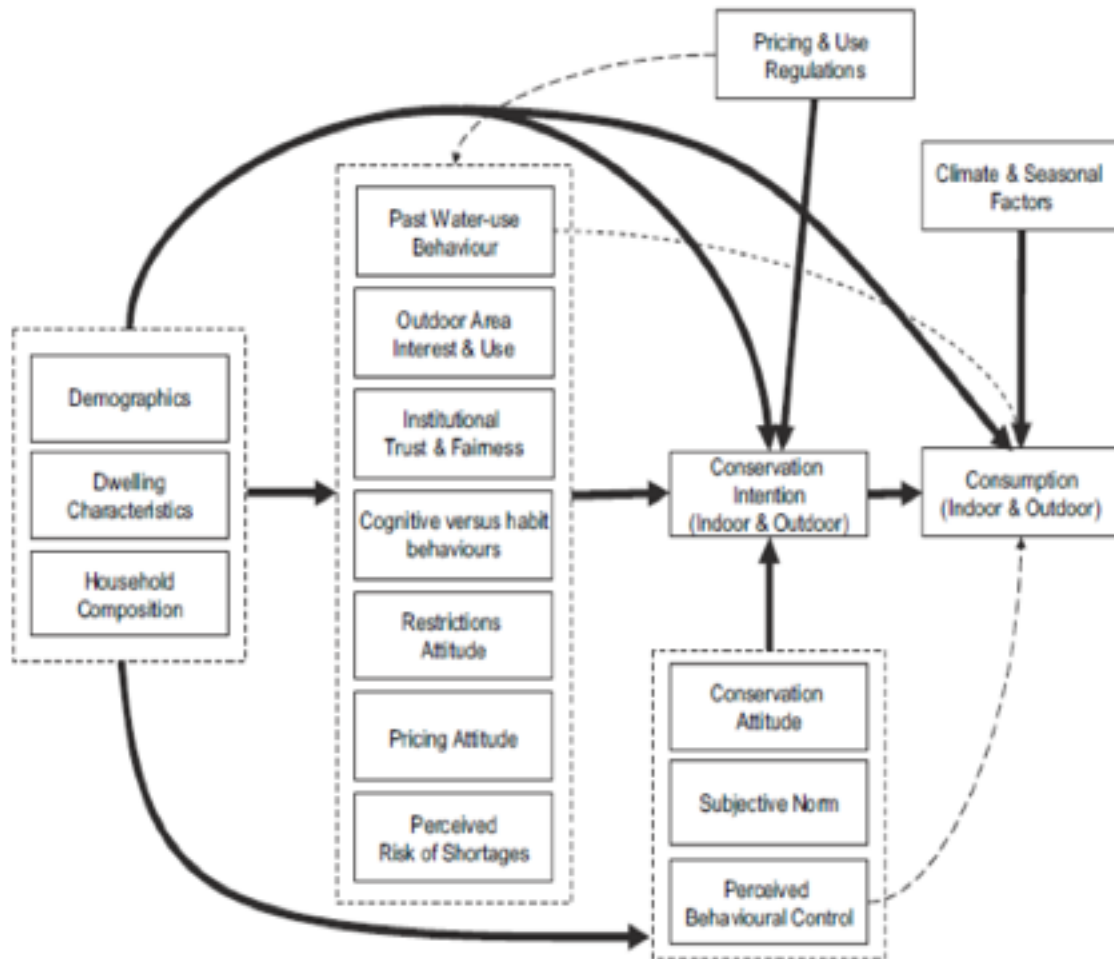 Pricing & Use
Regulations
Climate & Seasonal
Factors
Past Water-use
Behaviour
Outdoor Area
Interest & Use
Demographics
Institutional
Trust & Fairness
Dwelling
Characteristics
Conservation
Intention
(Indoor & Outdoor)
Consumption
(Indoor & Outdoor)
Cognitive versus habit
behaviours
Household
Composition
Restrictions
Attitude
Conservation
Attitude
Pricing Attitude
Subjective Norm
Perceived
Risk of Shortages
Perceived
Behavioural Control